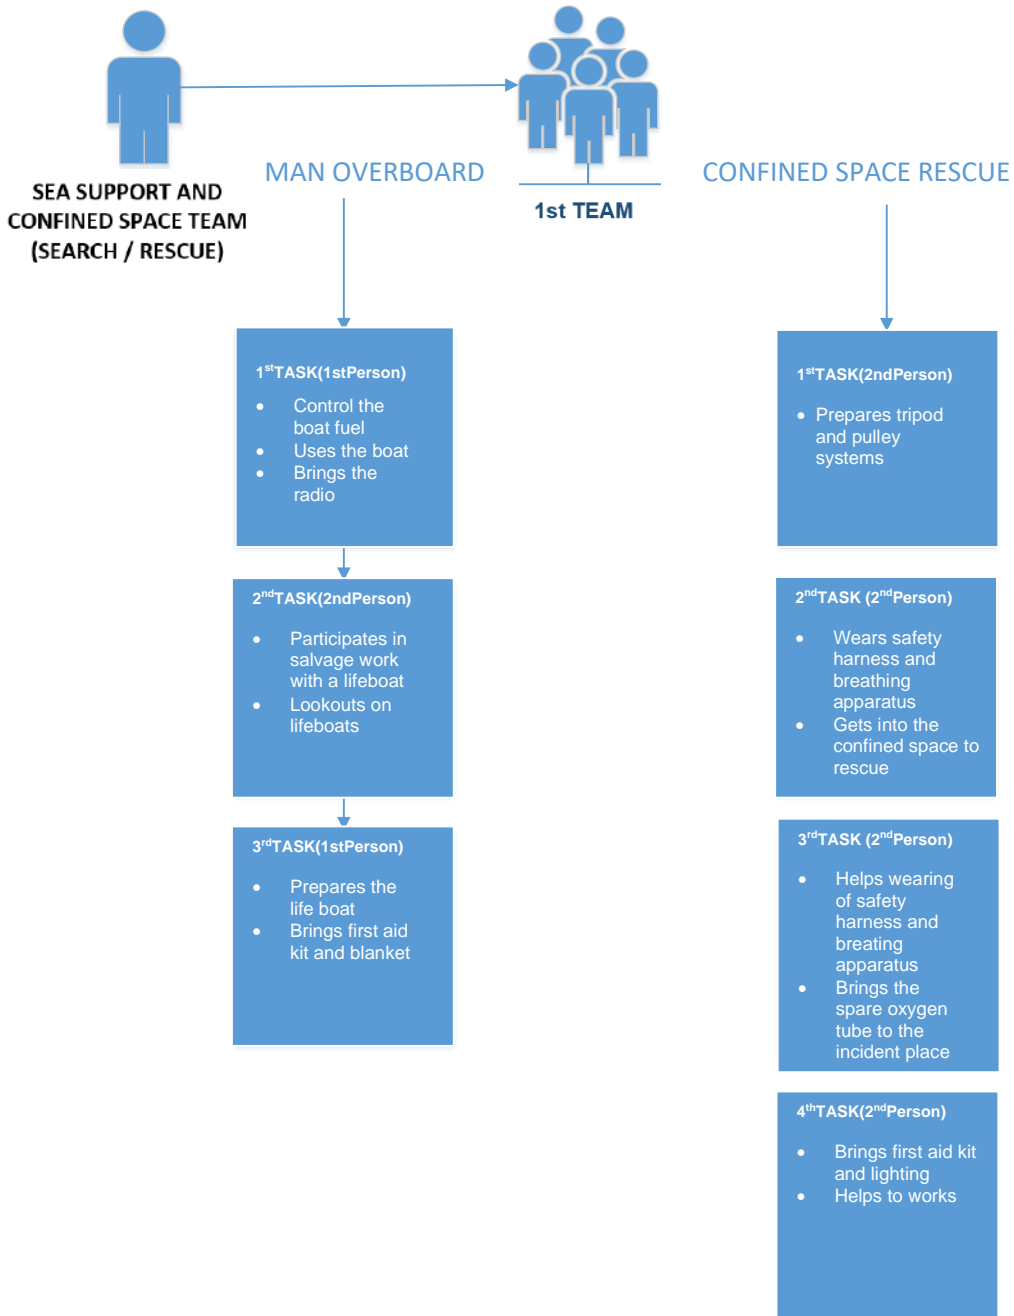 SEA SUPPORT AND
CONFINED SPACE TEAM
(SEARCH / RESCUE)
1st TEAM
MAN OVERBOARD
1stTASK(1stPerson)
• Control the
boat fuel
• Uses the boat
• Brings the
radio
2ndTASK(2ndPerson)
• Participates in
salvage work
with a lifeboat
• Lookouts on
lifeboats
3rdTASK(1stPerson)
• Prepares the
life boat
• Brings first aid
kit and blanket
CONFINED SPACE RESCUE
1stTASK(2ndPerson)
• Prepares tripod
and pulley
systems
2ndTASK (2ndPerson)
• Wears safety
harness and
breathing
apparatus
• Gets into the
confined space to
rescue
3rdTASK (2ndPerson)
• Helps wearing
of safety
harness and
breating
apparatus
• Brings the
spare oxygen
tube to the
incident place
4thTASK(2ndPerson)
• Brings first aid kit
and lighting
• Helps to works